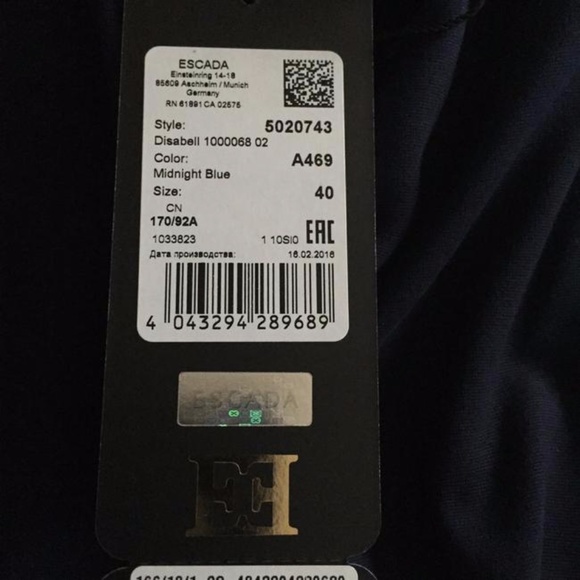 ESCADA
Einsteinring 14-18
85609 Aschheim / Munich
Germany
RN 61891 CA 02575
Style: 5020743
Disabell 1000068 02
Color: A469
Midnight Blue
Size: 40
CN
170/92A
1033823 1 10SI0 EAC
Дата производства: 16.02.2016
4 043294 289689
ESCADA